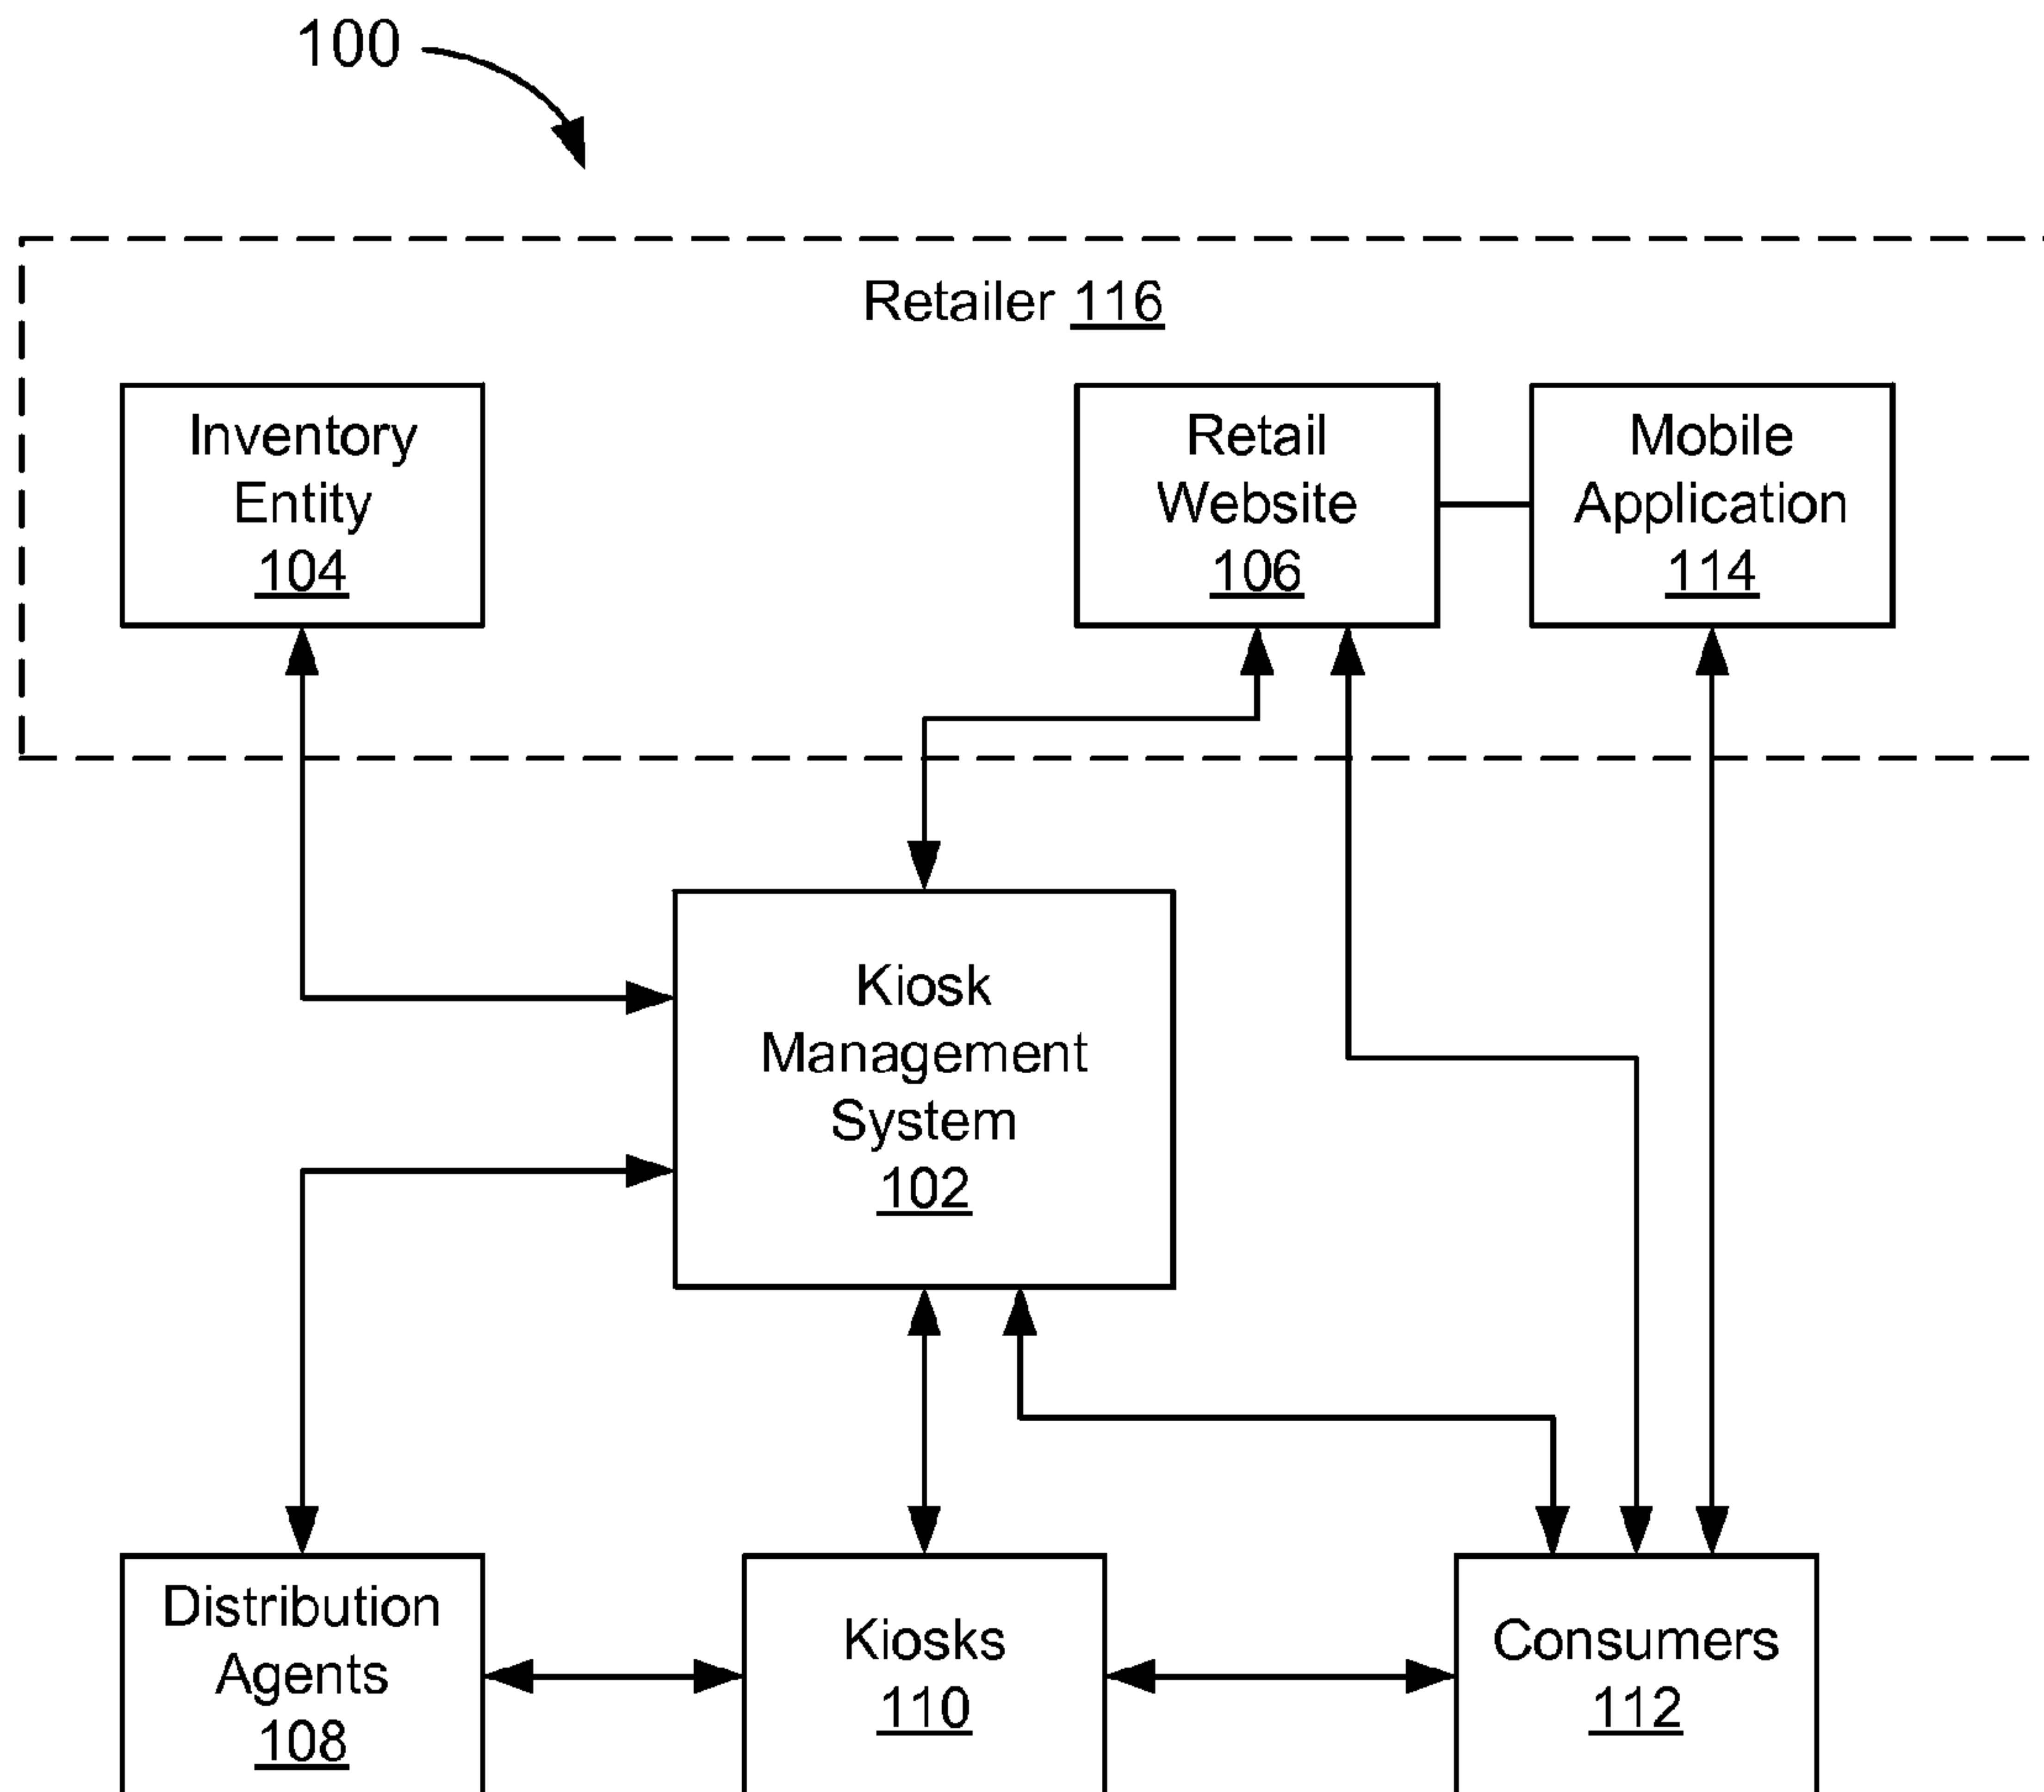 100
Retailer 116
Inventory
Entity
104
Retail
Website
106
Mobile
Application
114
Kiosk
Management
System
102
Distribution
Agents
108
Kiosks
110
Consumers
112